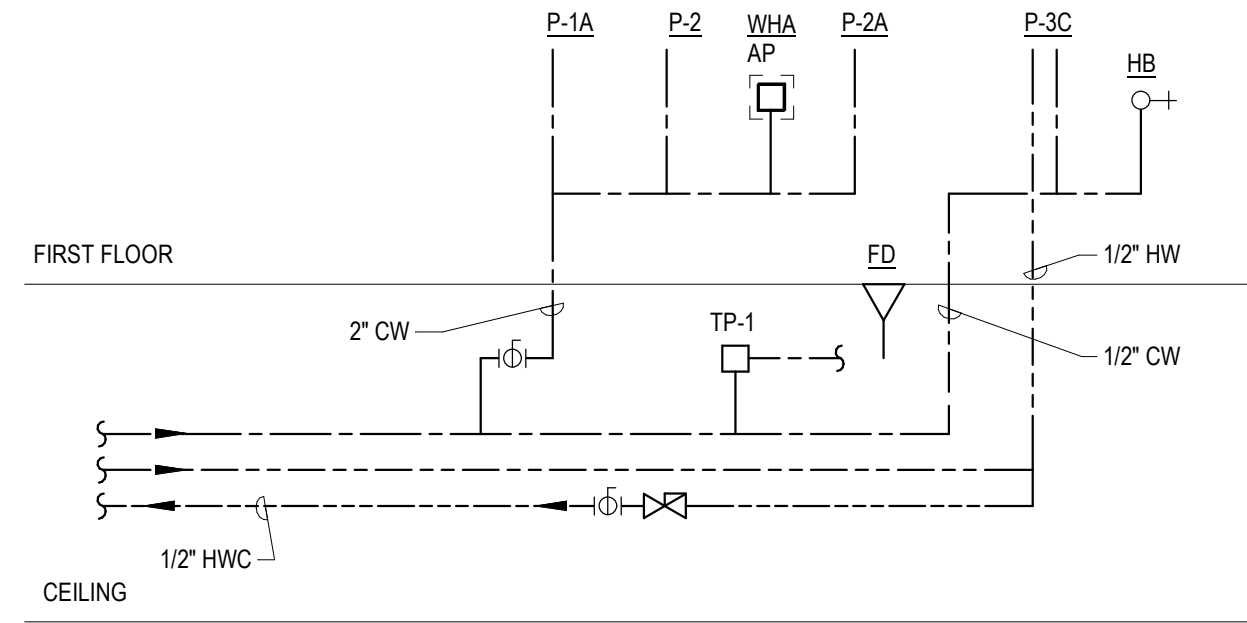 P-1A
P-2
WHA
AP
P-2A
P-3C
HB
FIRST FLOOR
FD
1/2" HW
2" CW
TP-1
1/2" CW
1/2" HWC
CEILING